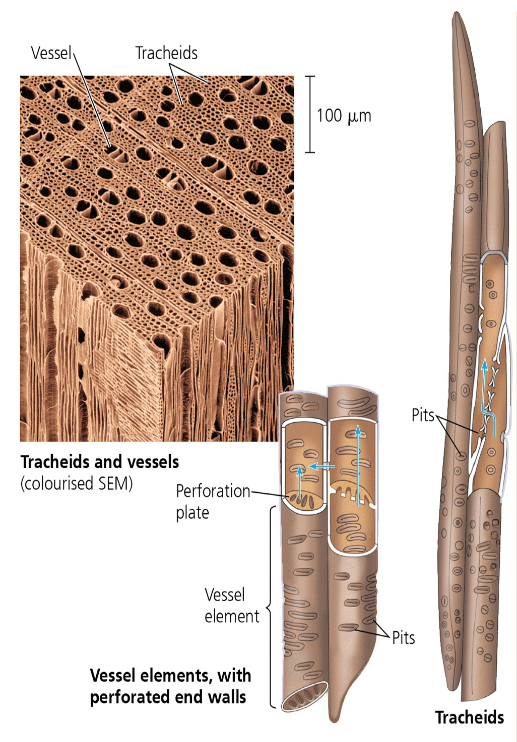 Vessel
Tracheids
100 μm
Pits
Tracheids and vessels
(colourised SEM)
Perforation
plate
Vessel
element
Pits
Vessel elements, with
perforated end walls
Tracheids